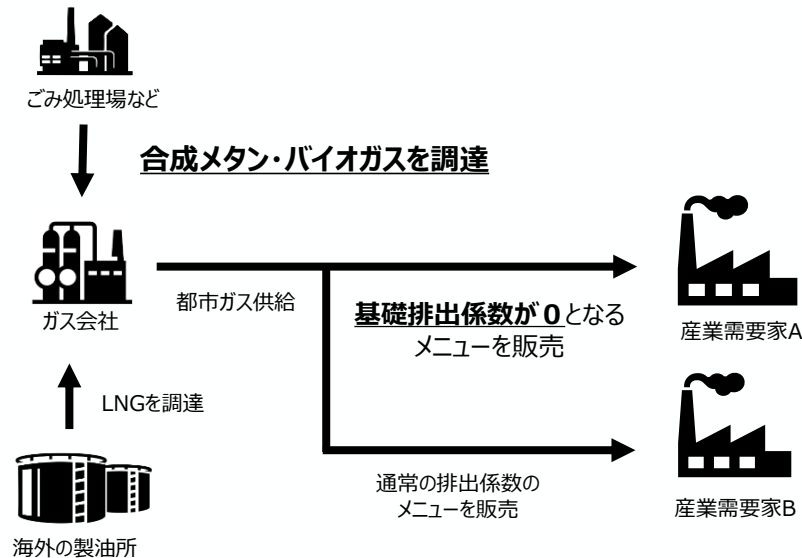 ごみ処理場など
合成メタン・バイオガスを調達
ガス会社
都市ガス供給
基礎排出係数が0となる
メニューを販売
産業需要家A
LNGを調達
通常の排出係数の
メニューを販売
産業需要家B
海外の製油所